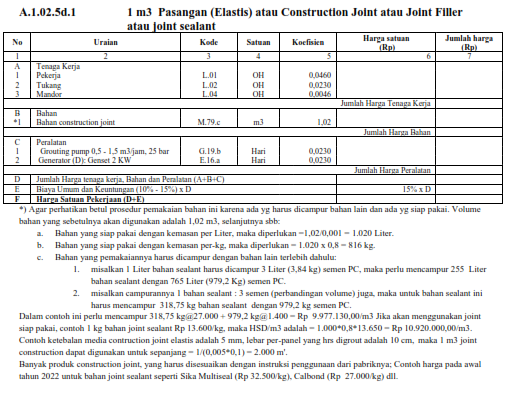 A.1.02.5d.1 1 m3 Pasangan (Elastis) atau Construction Joint atau Joint Filler
atau joint sealant
No Uraian Kode Satuan Koefisien Harga satuan (Rp) Jumlah harga (Rp)
1 2 3 4 5 6 7
A Tenaga Kerja
1 Pekerja L.01 OH 0,0460
2 Tukang L.02 OH 0,0230
3 Mandor L.04 OH 0,0046
Jumlah Harga Tenaga Kerja
B Bahan
*1 Bahan construction joint M.79.c m3 1,02
Jumlah Harga Bahan
C Peralatan
1 Grouting pump 0,5 - 1,5 m3/jam, 25 bar G.19.b Hari 0,0230
2 Generator (D): Genset 2 KW E.16.a Hari 0,0230
Jumlah Harga Peralatan
D Jumlah Harga tenaga kerja, Bahan dan Peralatan (A+B+C)
E Biaya Umum dan Keuntungan (10% - 15%) x D 15% x D
F Harga Satuan Pekerjaan (D+E)
*) Agar perhatikan betul prosedur pemakaian bahan ini karena ada yg harus dicampur bahan lain dan ada yg siap pakai. Volume
bahan yang sebetulnya akan digunakan adalah 1,02 m3, selanjutnya sbb:
a. Bahan yang siap pakai dengan kemasan per Liter, maka diperlukan =1,02/0,001 = 1.020 Liter.
b. Bahan yang siap pakai dengan kemasan per-kg, maka diperlukan = 1.020 x 0,8 = 816 kg.
c. Bahan yang pemakaiannya harus dicampur dengan bahan lain terlebih dahulu:
1. misalkan 1 Liter bahan sealant harus dicampur 3 Liter (3,84 kg) semen PC, maka perlu mencampur 255 Liter
bahan sealant dengan 765 Liter (979,2 Kg) semen PC.
2. misalkan campurannya 1 bahan sealant : 3 semen (perbandingan volume) juga, maka untuk bahan sealant ini
harus mencampur 318,75 kg bahan sealant dengan 979,2 kg semen PC.
Dalam contoh ini perlu mencampur 318,75 kg@27.000 + 979,2 kg@1.400 = Rp 9.977.130,00/m3 Jika akan menggunakan joint
siap pakai, contoh 1 kg bahan joint sealant Rp 13.600/kg, maka HSD/m3 adalah = 1.000*0,8*13.650 = Rp 10.920.000,00/m3.
Contoh ketebalan media contruction joint elastis adalah 5 mm, lebar per-panel yang hrs digrout adalah 10 cm, maka 1 m3 joint
construction dapat digunakan untuk sepanjang = 1/(0,005*0,1) = 2.000 m'.
Banyak produk construction joint, yang harus disesuaikan dengan instruksi penggunaan dari pabriknya; Contoh harga pada awal
tahun 2022 untuk bahan joint sealant seperti Sika Multiseal (Rp 32.500/kg), Calbond (Rp 27.000/kg) dll.